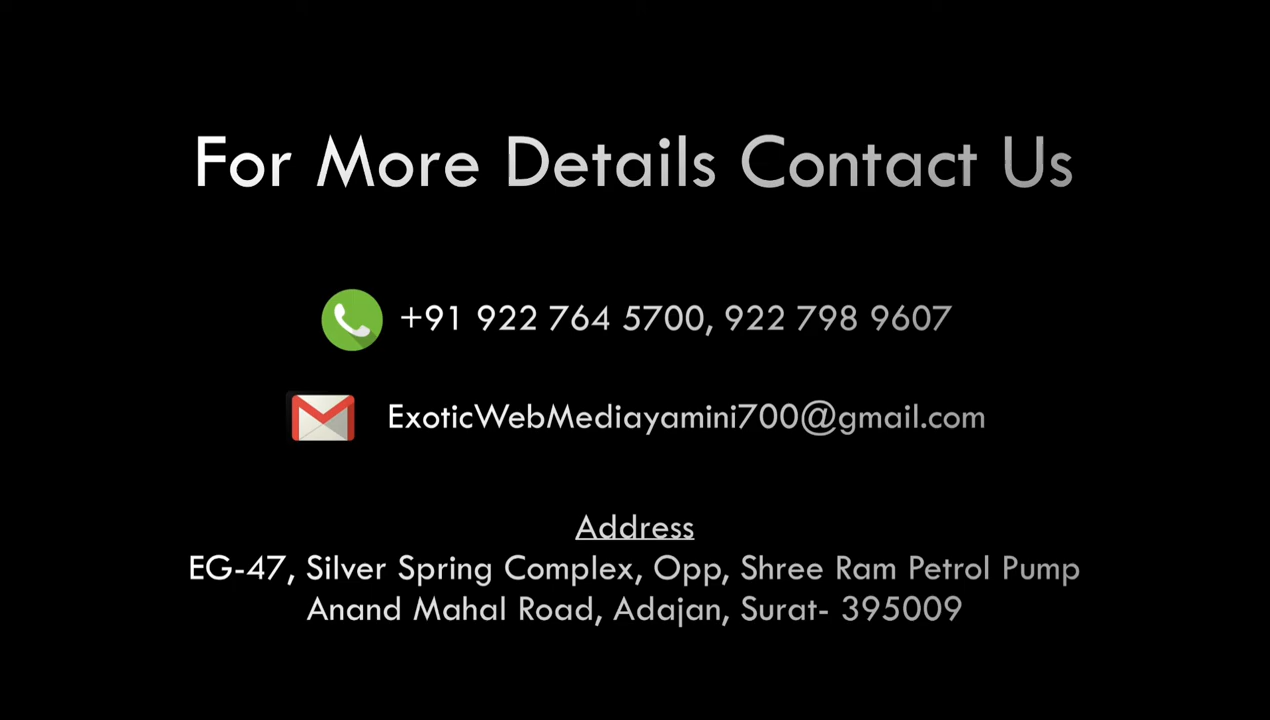 For More Details Contact Us
+91 922 764 5700, 922 798 9607
ExoticWebMediayamini700@gmail.com
Address
EG-47, Silver Spring Complex, Opp, Shree Ram Petrol Pump
Anand Mahal Road, Adajan, Surat- 395009